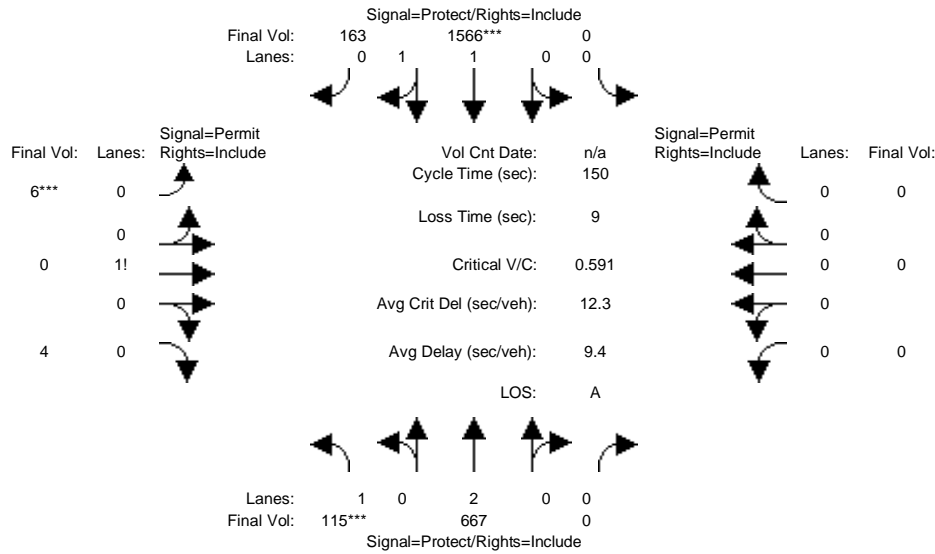 Signal=Protect/Rights=Include
Final Vol: 163 1566*** 0
Lanes: 0 1 1 0 0
Signal=Permit
Final Vol: Lanes: Rights=Include
Vol Cnt Date: n/a
Signal=Permit
Rights=Include Lanes: Final Vol:
Cycle Time (sec): 150
6*** 0
0 0
Loss Time (sec): 9
0
0
0 1!
Critical V/C: 0.591
0 0
0
Avg Crit Del (sec/veh): 12.3
0
4 0
Avg Delay (sec/veh): 9.4
0 0
LOS: A
Lanes: 1 0 2 0 0
Final Vol: 115*** 667 0
Signal=Protect/Rights=Include